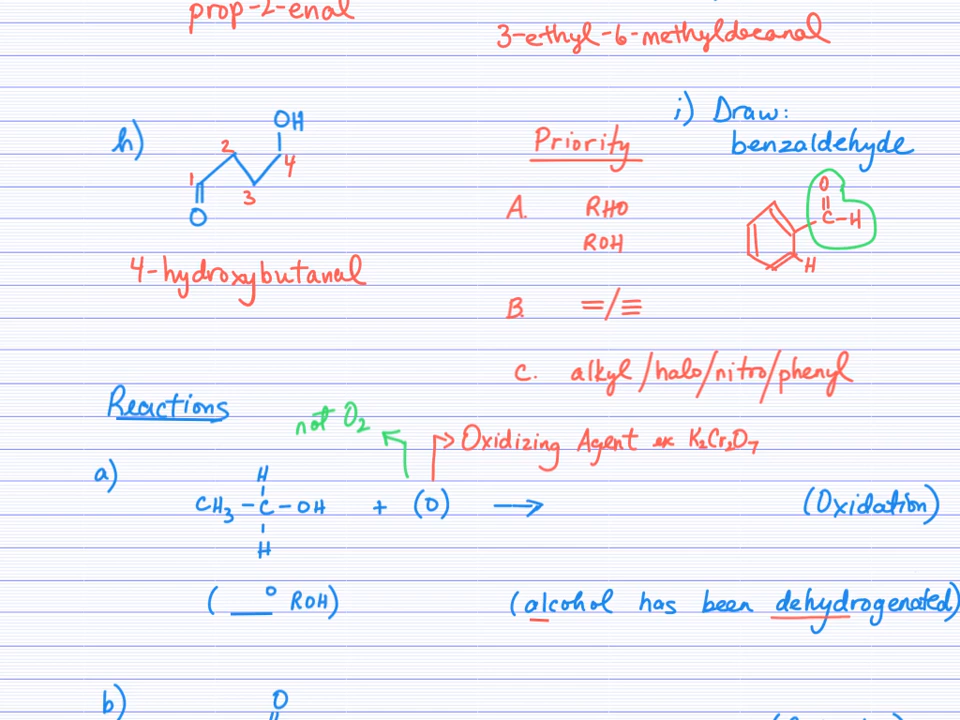 prop-2-enal
3-ethyl-6-methyldecanal
h)
OH
1 2 3 4
O
4-hydroxybutanal
Priority
A. RHO
ROH
B. =/≡
C. alkyl/halo/nitro/phenyl
i) Draw:
benzaldehyde
O
C-H
H
Reactions
not O2
Oxidizing Agent ex K2Cr2O7
a)
H
CH3-C-OH + (O) → (Oxidation)
H
( __° ROH) (alcohol has been dehydrogenated)
b)
O